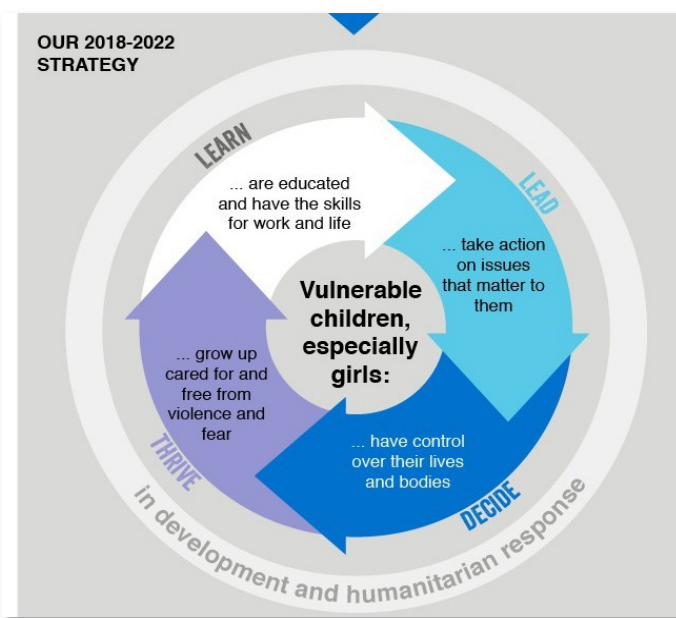 OUR 2018-2022
STRATEGY
LEARN
... are educated
and have the skills
for work and life
LEAD
... take action
on issues
that matter to
them
Vulnerable
children,
especially
girls:
... grow up
cared for and
free from
violence and
fear
THRIVE
... have control
over their lives
and bodies
DECIDE
in development and humanitarian response